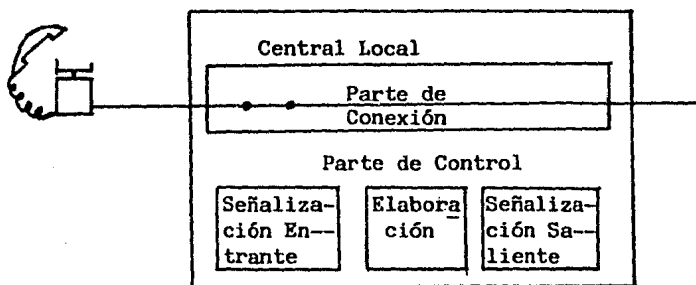 Central Local
Parte de
Conexión
Parte de Control
Señaliza-
ción En--
trante
Elabora
ción
Señaliza-
ción Sa-
liente